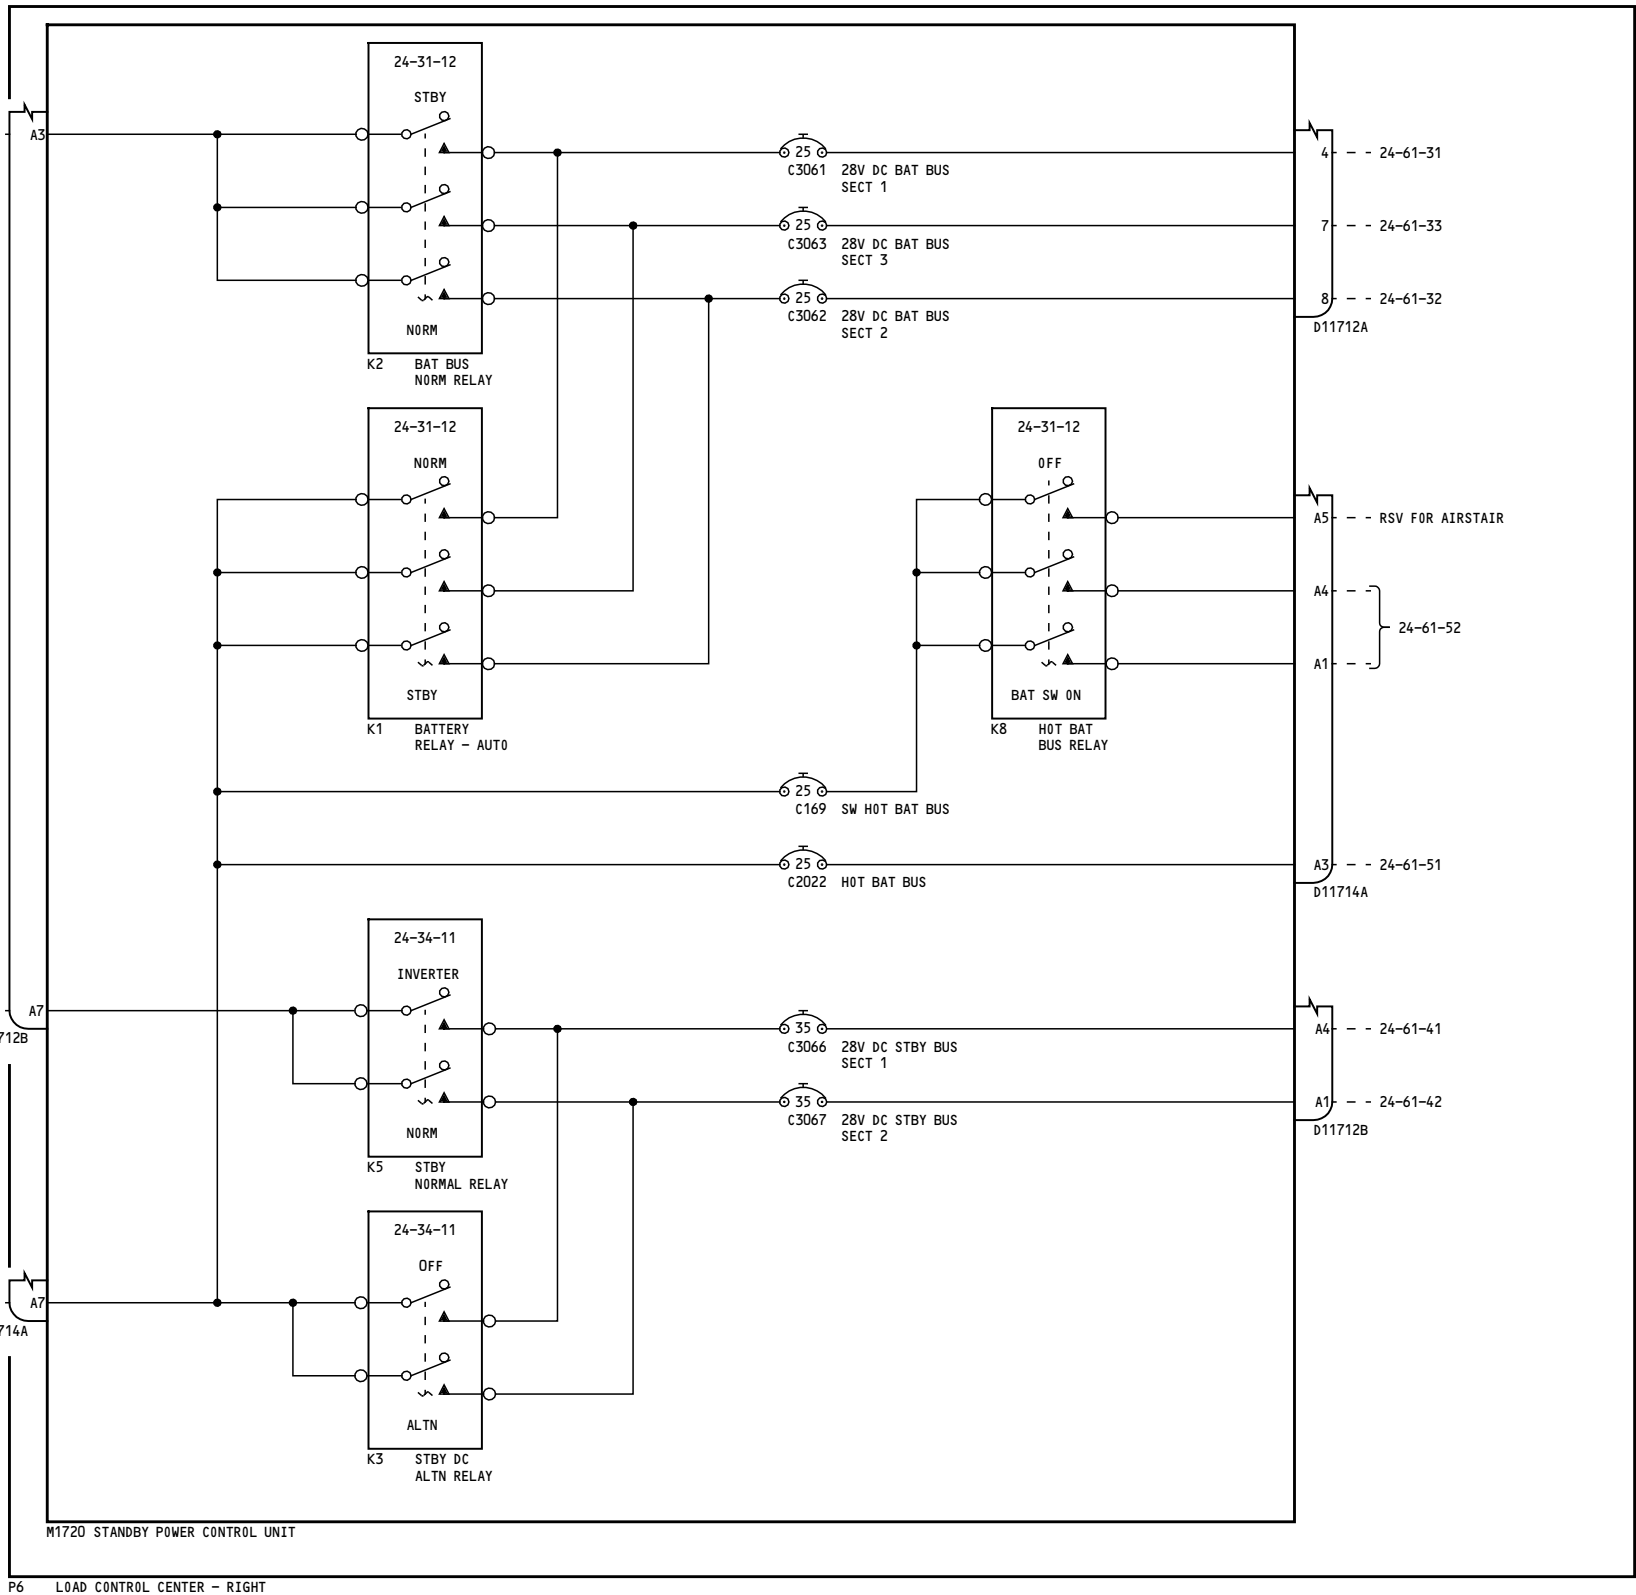 24-31-12
STBY
A3
25
C3061 28V DC BAT BUS
SECT 1
4 24-61-31
25
C3063 28V DC BAT BUS
SECT 3
7 24-61-33
25
C3062 28V DC BAT BUS
SECT 2
8 24-61-32
D11712A
NORM
K2 BAT BUS
NORM RELAY
24-31-12
NORM
STBY
K1 BATTERY
RELAY - AUTO
24-31-12
OFF
BAT SW ON
K8 HOT BAT
BUS RELAY
A5 RSV FOR AIRSTAIR
A4
24-61-52
A1
25
C169 SW HOT BAT BUS
25
C2022 HOT BAT BUS
A3 24-61-51
D11714A
24-34-11
INVERTER
A7
712B
35
C3066 28V DC STBY BUS
SECT 1
A4 24-61-41
35
C3067 28V DC STBY BUS
SECT 2
A1 24-61-42
D11712B
NORM
K5 STBY
NORMAL RELAY
24-34-11
OFF
A7
714A
ALTN
K3 STBY DC
ALTN RELAY
M1720 STANDBY POWER CONTROL UNIT
P6 LOAD CONTROL CENTER - RIGHT